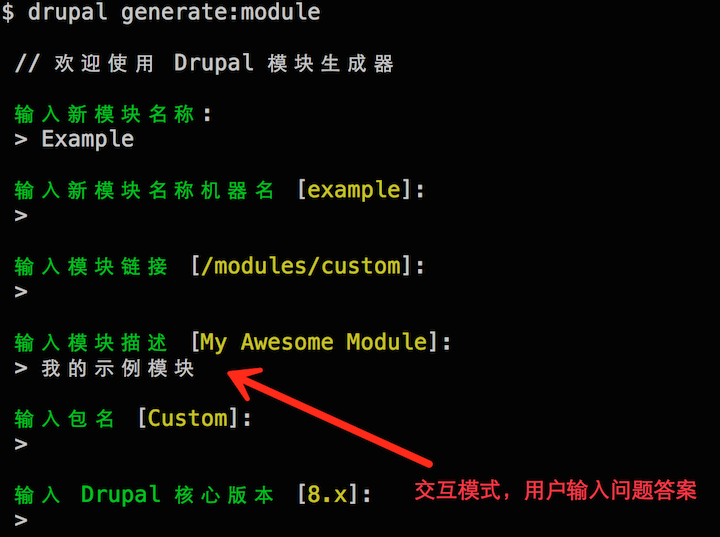 $ drupal generate:module
// 欢迎使用 Drupal 模块生成器
输入新模块名称:
> Example
输入新模块名称机器名 [example]:
>
输入模块链接 [/modules/custom]:
>
输入模块描述 [My Awesome Module]:
> 我的示例模块
输入包名 [Custom]:
>
输入 Drupal 核心版本 [8.x]:
交互模式，用户输入问题答案
>